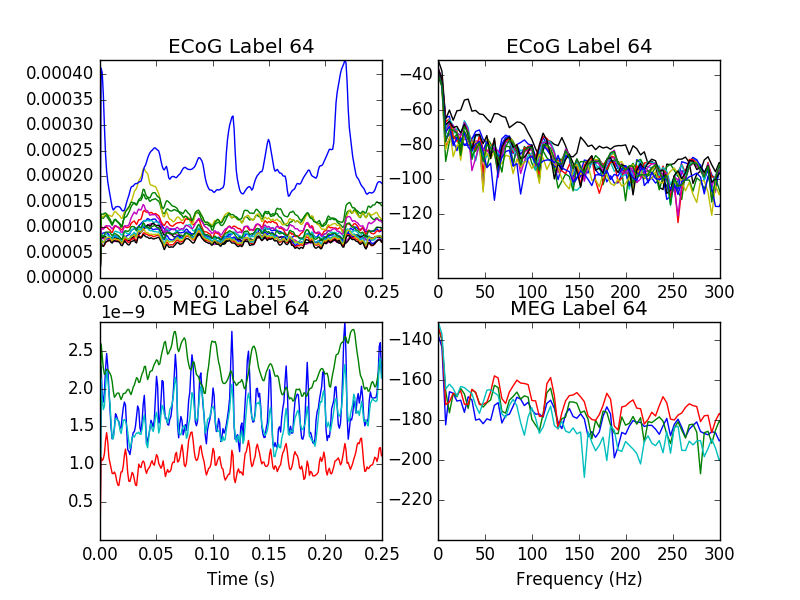 ECoG Label 64
0.00040
0.00035
0.00030
0.00025
0.00020
0.00015
0.00010
0.00005
0.00000
0.00 0.05 0.10 0.15 0.20 0.25
ECoG Label 64
−40
−60
−80
−100
−120
−140
0 50 100 150 200 250 300
MEG Label 64
1e−9
2.5
2.0
1.5
1.0
0.5
0.00 0.05 0.10 0.15 0.20 0.25
Time (s)
MEG Label 64
−140
−160
−180
−200
−220
0 50 100 150 200 250 300
Frequency (Hz)